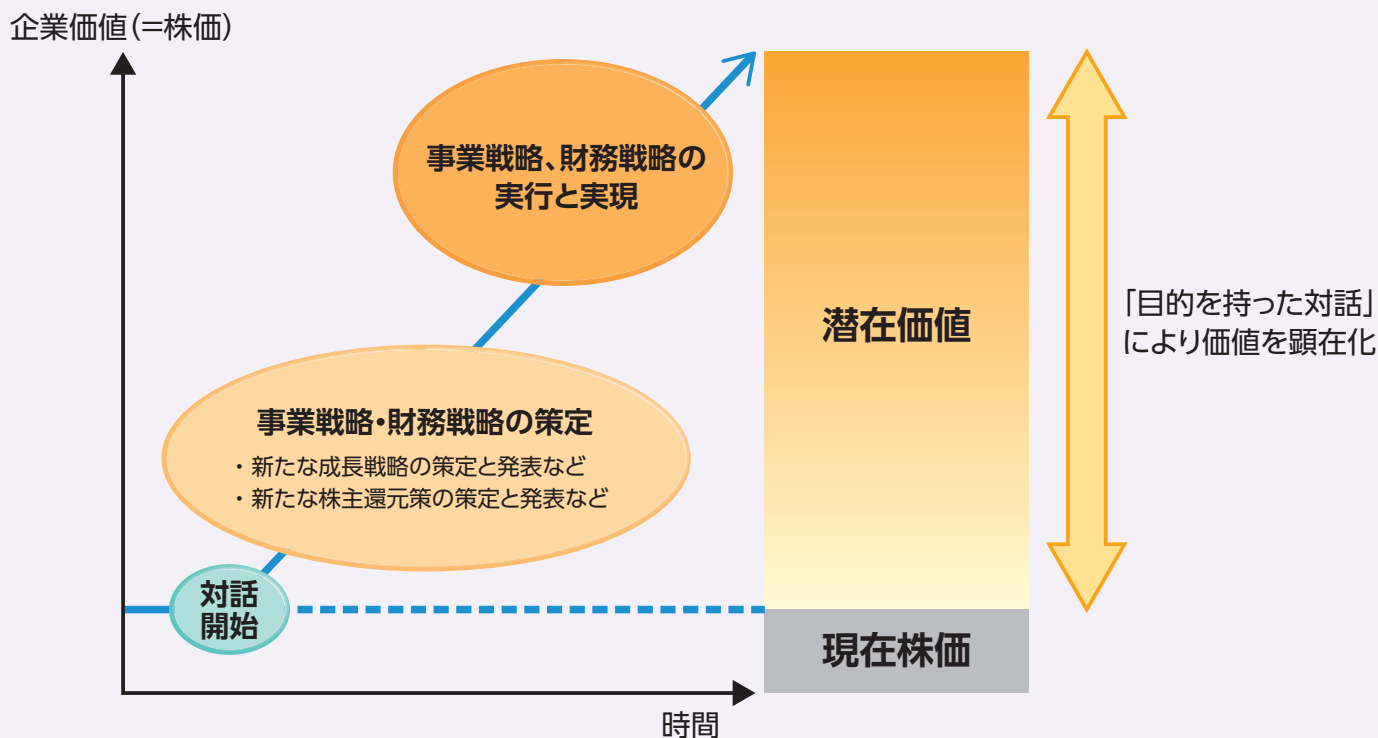 企業価値(=株価)
事業戦略、財務戦略の
実行と実現
潜在価値
「目的を持った対話」
により価値を顕在化
事業戦略・財務戦略の策定
・新たな成長戦略の策定と発表など
・新たな株主還元策の策定と発表など
対話
開始
現在株価
時間